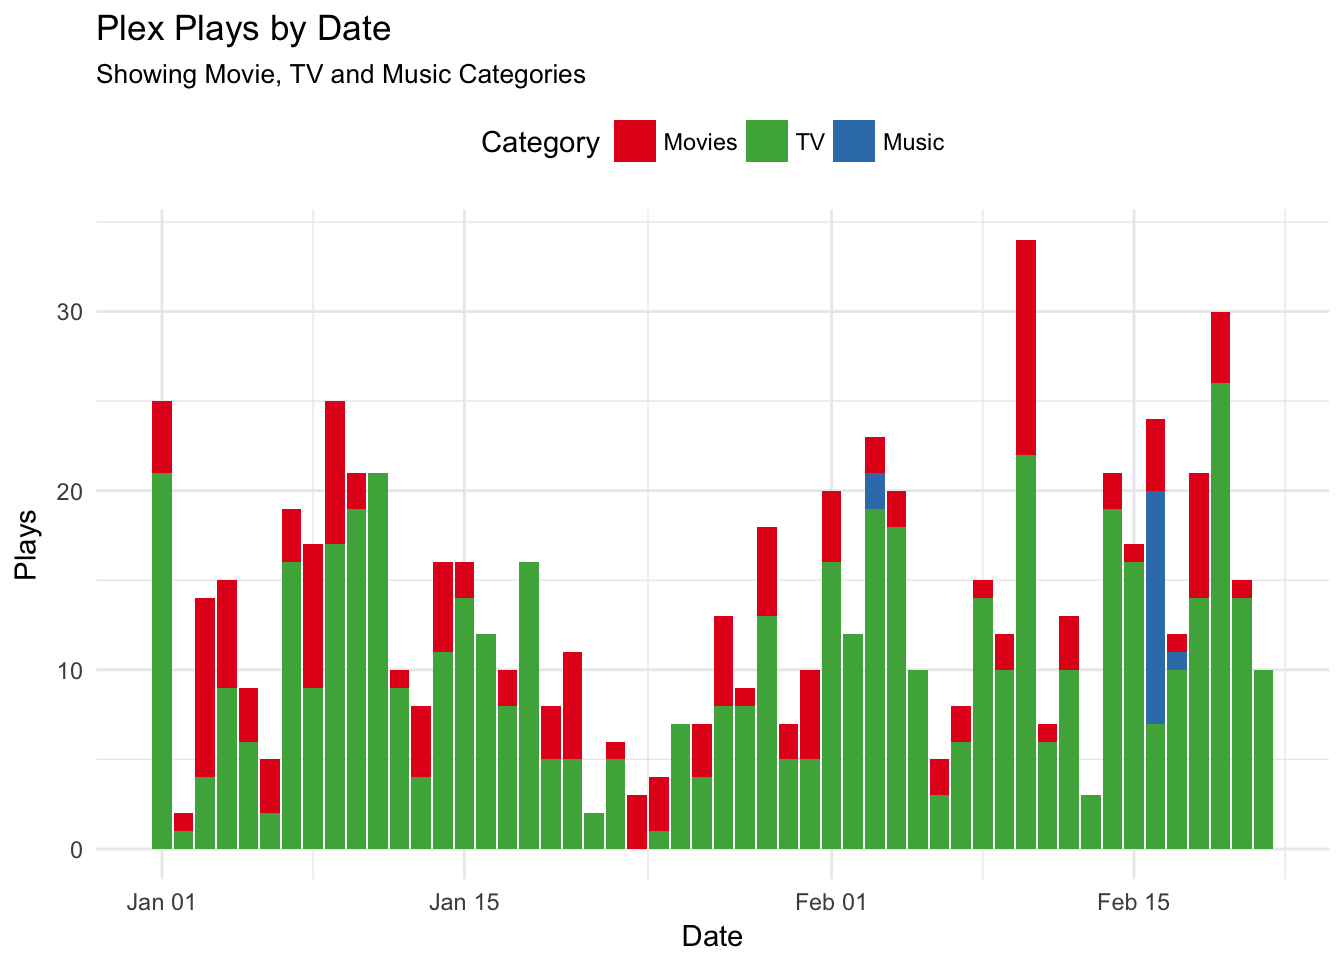 Plex Plays by Date
Showing Movie, TV and Music Categories
Category Movies TV Music
30
20
10
0
Plays
Jan 01 Jan 15 Feb 01 Feb 15
Date